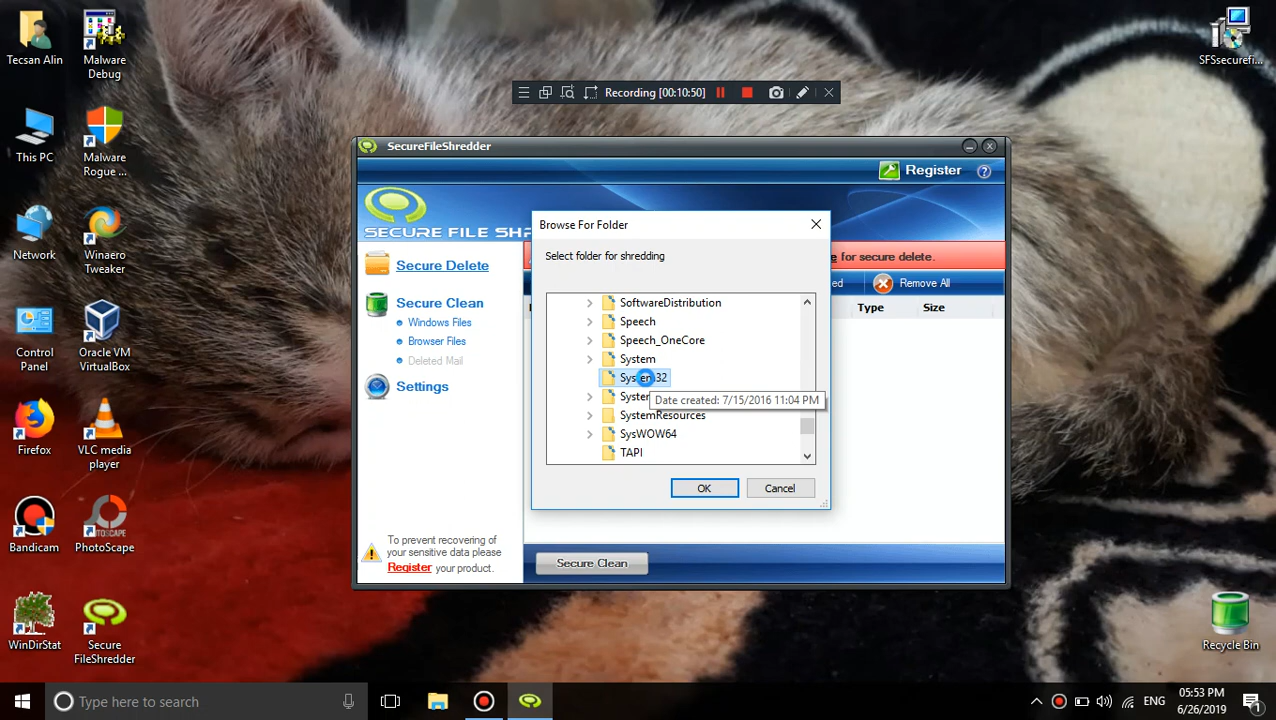 Tecsan Alin
Malware
Debug
SFSsecurefi...
Recording [00:10:50]
This PC
Malware
Rogue ...
SecureFileShredder
Register
SECURE FILE SHR
Browse For Folder
Select folder for shredding
for secure delete.
Remove All
Type
Size
Network
Winaero
Tweaker
Secure Delete
Secure Clean
Windows Files
Browser Files
Deleted Mail
Settings
SoftwareDistribution
Speech
Speech_OneCore
System
System32
Date created: 7/15/2016 11:04 PM
SystemResources
SysWOW64
TAPI
OK
Cancel
Control
Panel
Oracle VM
VirtualBox
Firefox
VLC media
player
Bandicam
PhotoScape
To prevent recovering of
your sensitive data please
Register your product.
Secure Clean
WinDirStat
Secure
FileShredder
Recycle Bin
Type here to search
ENG
05:53 PM
6/26/2019
1